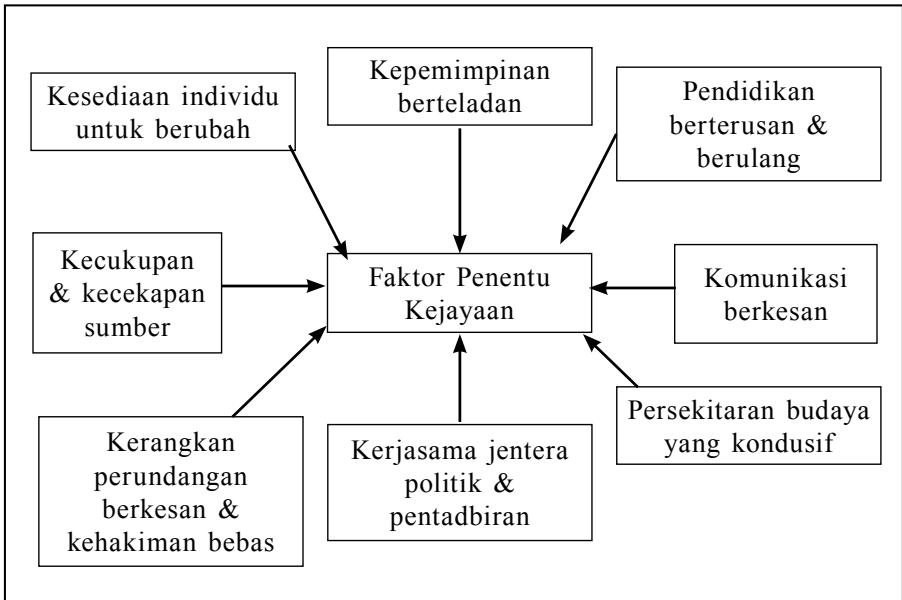 Kesediaan individu
untuk berubah
Kepemimpinan
berteladan
Pendidikan
berterusan &
berulang
Kecukupan
& kecekapan
sumber
Faktor Penentu
Kejayaan
Komunikasi
berkesan
Kerangkan
perundangan
berkesan &
kehakiman bebas
Kerjasama jentera
politik &
pentadbiran
Persekitaran budaya
yang kondusif